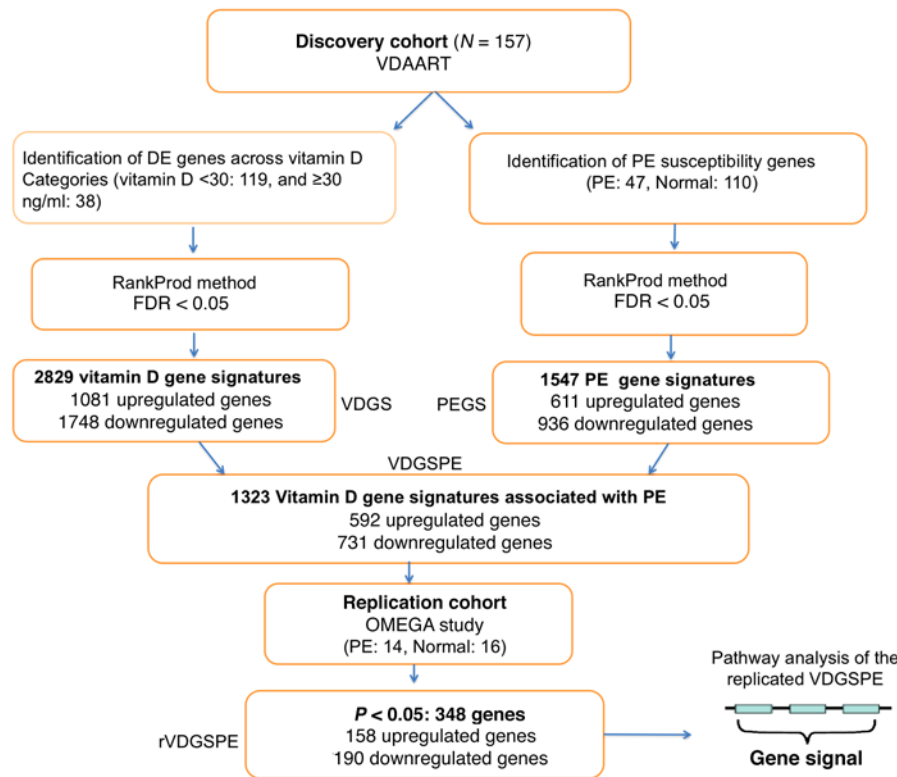 Discovery cohort (N = 157)
VDAART
Identification of DE genes across vitamin D
Categories (vitamin D <30: 119, and ≥30
ng/ml: 38)
Identification of PE susceptibility genes
(PE: 47, Normal: 110)
RankProd method
FDR < 0.05
RankProd method
FDR < 0.05
2829 vitamin D gene signatures
1081 upregulated genes
1748 downregulated genes
VDGS
PEGS
1547 PE gene signatures
611 upregulated genes
936 downregulated genes
VDGSPE
1323 Vitamin D gene signatures associated with PE
592 upregulated genes
731 downregulated genes
Replication cohort
OMEGA study
(PE: 14, Normal: 16)
rVDGSPE
P < 0.05: 348 genes
158 upregulated genes
190 downregulated genes
Pathway analysis of the
replicated VDGSPE
Gene signal